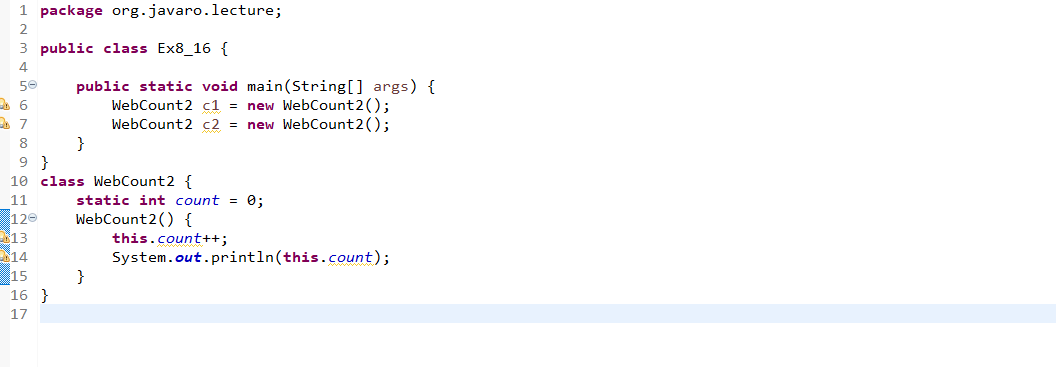 1 package org.javaro.lecture;
2
3 public class Ex8_16 {
4
5     public static void main(String[] args) {
6         WebCount2 c1 = new WebCount2();
7         WebCount2 c2 = new WebCount2();
8     }
9 }
10 class WebCount2 {
11     static int count = 0;
12     WebCount2() {
13         this.count++;
14         System.out.println(this.count);
15     }
16 }
17